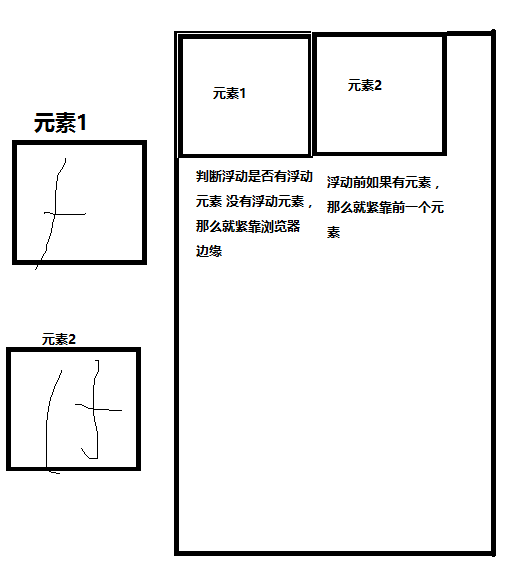 元素1
元素2
元素1
元素2
判断浮动是否有浮动
元素 没有浮动元素，
那么就紧靠浏览器
边缘
浮动前如果有元素，
那么就紧靠前一个元
素